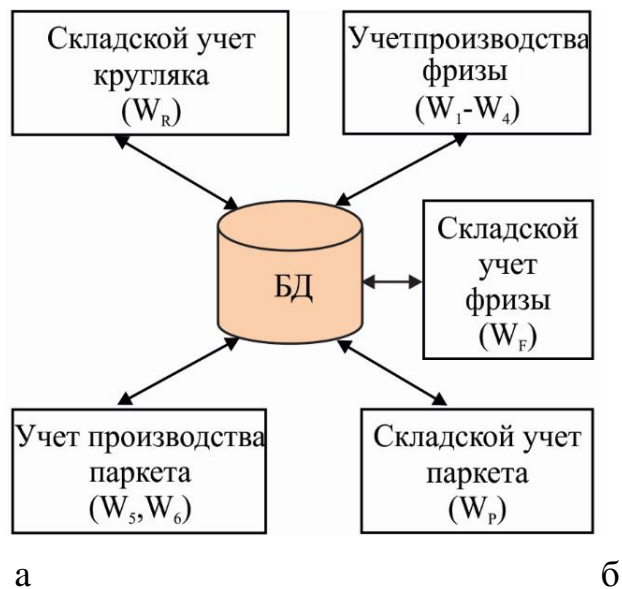 Складской учет
кругляка
(W_R)
Учетпроизводства
фризы
(W_1-W_4)
БД
Складской
учет
фризы
(W_F)
Учет производства
паркета
(W_5,W_6)
Складской учет
паркета
(W_P)
а
б